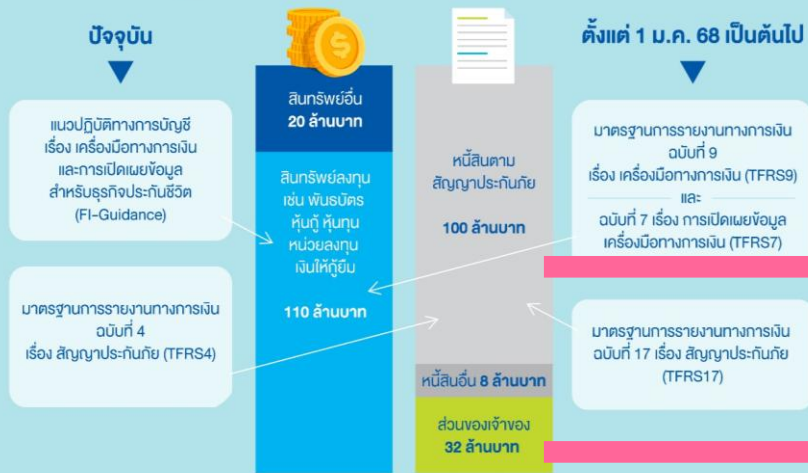 ปัจจุบัน
แนวปฏิบัติทางการบัญชี
เรื่อง เครื่องมือทางการเงิน
และการเปิดเผยข้อมูล
สำหรับธุรกิจประกันชีวิต
(FI-Guidance)
มาตรฐานการรายงานทางการเงิน
ฉบับที่ 4
เรื่อง สัญญาประกันภัย (TFRS4)
สินทรัพย์อื่น
20 ล้านบาท
สินทรัพย์ลงทุน
เช่น พันธบัตร
หุ้นกู้ หุ้นทุน
หน่วยลงทุน
เงินให้กู้ยืม
110 ล้านบาท
หนี้สินตาม
สัญญาประกันภัย
100 ล้านบาท
หนี้สินอื่น 8 ล้านบาท
ส่วนของเจ้าของ
32 ล้านบาท
ตั้งแต่ 1 ม.ค. 68 เป็นต้นไป
มาตรฐานการรายงานทางการเงิน
ฉบับที่ 9
เรื่อง เครื่องมือทางการเงิน (TFRS9)
และ
ฉบับที่ 7 เรื่อง การเปิดเผยข้อมูล
เครื่องมือทางการเงิน (TFRS7)
มาตรฐานการรายงานทางการเงิน
ฉบับที่ 17 เรื่อง สัญญาประกันภัย
(TFRS17)